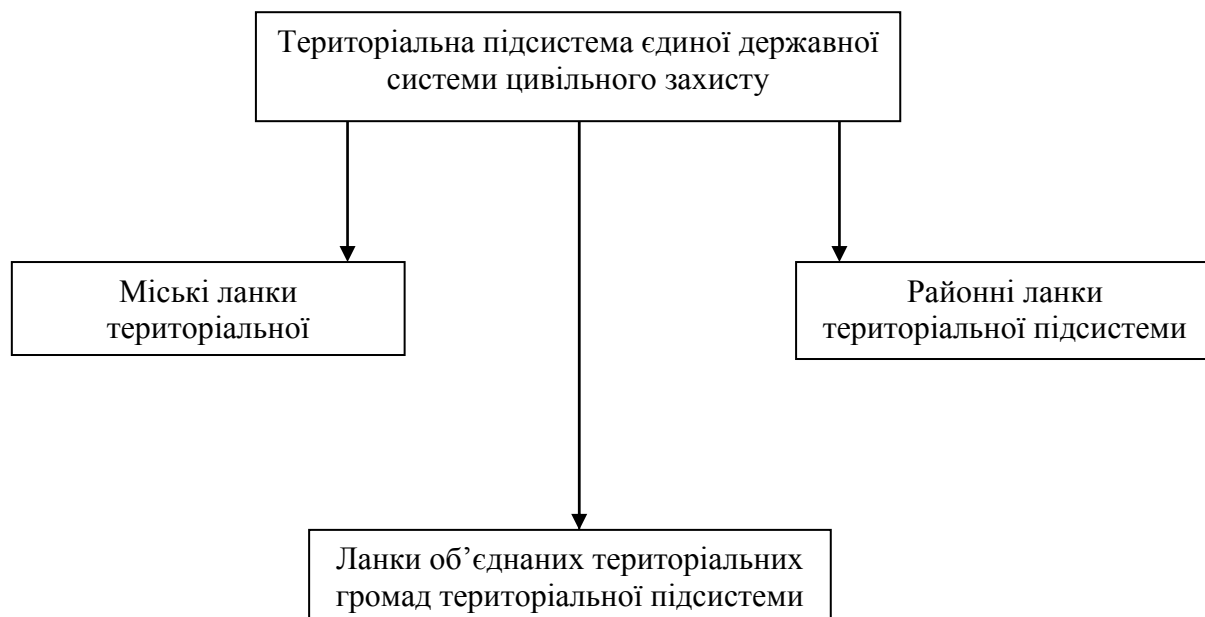 Територіальна підсистема єдиної державної
системи цивільного захисту
Міські ланки
територіальної
Районні ланки
територіальної підсистеми
Ланки об’єднаних територіальних
громад територіальної підсистеми